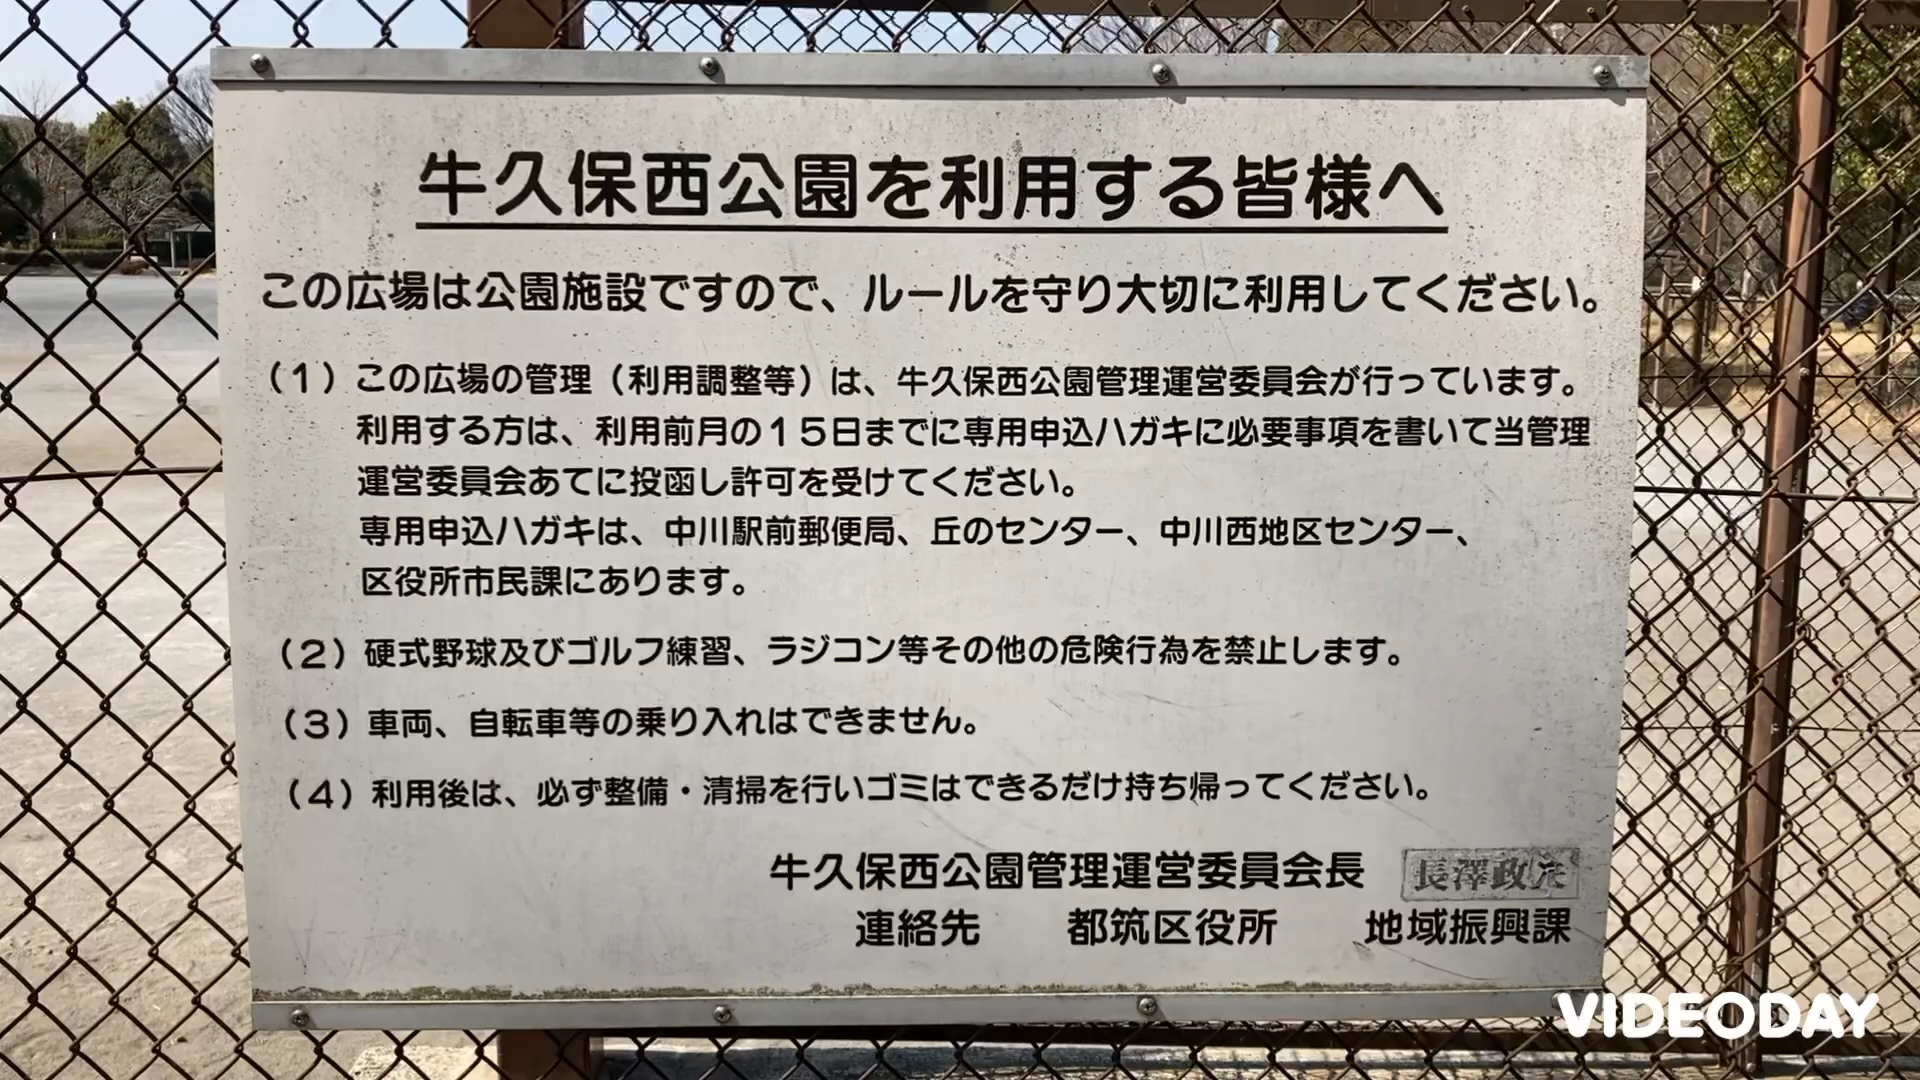 牛久保西公園を利用する皆様へ
この広場は公園施設ですので、ルールを守り大切に利用してください。
（１）この広場の管理（利用調整等）は、牛久保西公園管理運営委員会が行っています。
利用する方は、利用前月の１５日までに専用申込ハガキに必要事項を書いて当管理
運営委員会あてに投函し許可を受けてください。
専用申込ハガキは、中川駅前郵便局、丘のセンター、中川西地区センター、
区役所市民課にあります。
（２）硬式野球及びゴルフ練習、ラジコン等その他の危険行為を禁止します。
（３）車両、自転車等の乗り入れはできません。
（４）利用後は、必ず整備・清掃を行いゴミはできるだけ持ち帰ってください。
牛久保西公園管理運営委員会長 長澤政
連絡先 都筑区役所 地域振興課
VIDEODAY